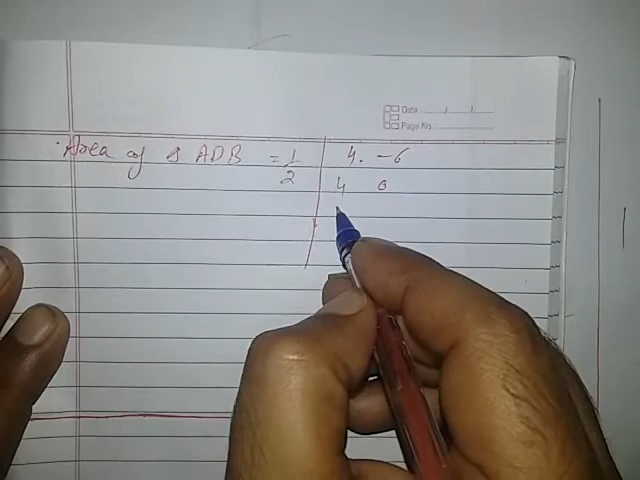 Date
Page No.
Area of Δ ADB = 1/2 | 4. -6
4 0